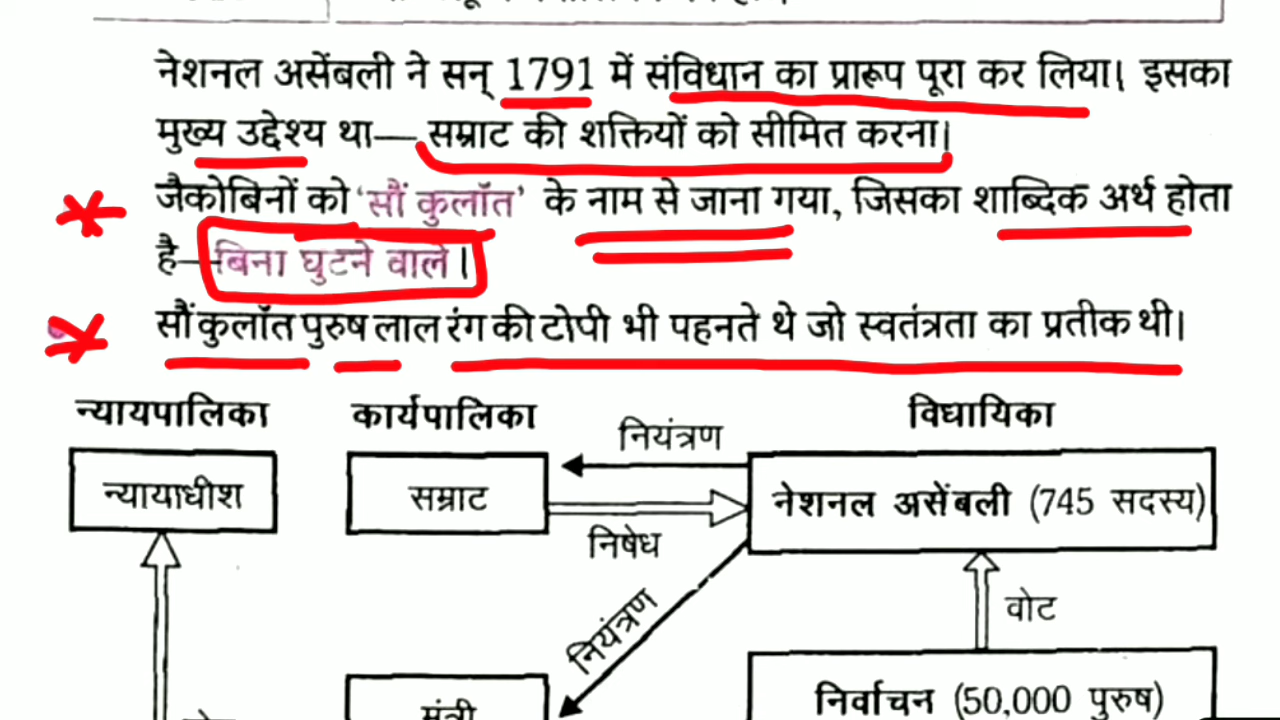 नेशनल असेंबली ने सन् 1791 में संविधान का प्रारूप पूरा कर लिया। इसका
मुख्य उद्देश्य था— सम्राट की शक्तियों को सीमित करना।
जैकोबिनों को 'सौं कुलॉत' के नाम से जाना गया, जिसका शाब्दिक अर्थ होता
है—बिना घुटने वाले।
सौं कुलॉत पुरुष लाल रंग की टोपी भी पहनते थे जो स्वतंत्रता का प्रतीक थी।
न्यायपालिका कार्यपालिका विधायिका
नियंत्रण
न्यायाधीश सम्राट नेशनल असेंबली (745 सदस्य)
निषेध
नियंत्रण वोट
मंत्री निर्वाचन (50,000 पुरुष)